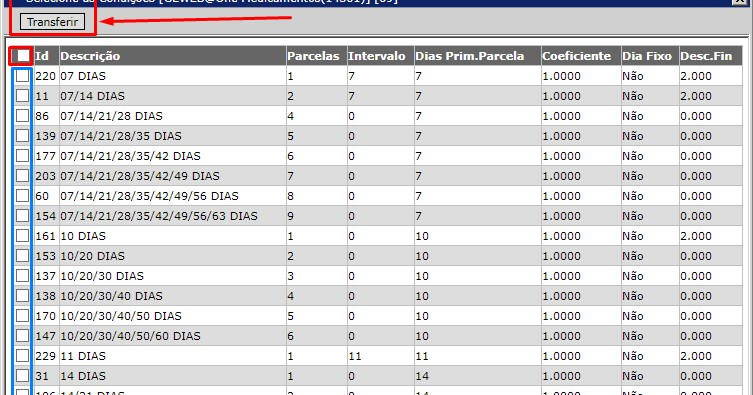 Transferir
Id Descrição Parcelas Intervalo Dias Prim.Parcela Coeficiente Dia Fixo Desc.Fin
220 07 DIAS 1 7 7 1.0000 Não 2.000
11 07/14 DIAS 2 7 7 1.0000 Não 2.000
86 07/14/21/28 DIAS 4 0 7 1.0000 Não 0.000
139 07/14/21/28/35 DIAS 5 0 7 1.0000 Não 0.000
177 07/14/21/28/35/42 DIAS 6 0 7 1.0000 Não 0.000
203 07/14/21/28/35/42/49 DIAS 7 0 7 1.0000 Não 0.000
60 07/14/21/28/35/42/49/56 DIAS 8 0 7 1.0000 Não 0.000
154 07/14/21/28/35/42/49/56/63 DIAS 9 0 7 1.0000 Não 0.000
161 10 DIAS 1 0 10 1.0000 Não 2.000
153 10/20 DIAS 2 0 10 1.0000 Não 0.000
137 10/20/30 DIAS 3 0 10 1.0000 Não 0.000
138 10/20/30/40 DIAS 4 0 10 1.0000 Não 0.000
170 10/20/30/40/50 DIAS 5 0 10 1.0000 Não 0.000
147 10/20/30/40/50/60 DIAS 6 0 10 1.0000 Não 0.000
229 11 DIAS 1 11 11 1.0000 Não 2.000
31 14 DIAS 1 0 14 1.0000 Não 0.000